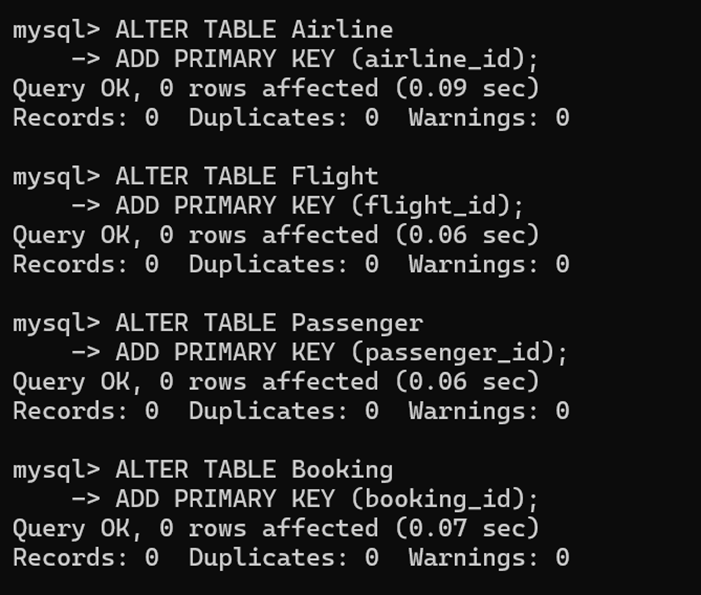 mysql> ALTER TABLE Airline
    -> ADD PRIMARY KEY (airline_id);
Query OK, 0 rows affected (0.09 sec)
Records: 0  Duplicates: 0  Warnings: 0

mysql> ALTER TABLE Flight
    -> ADD PRIMARY KEY (flight_id);
Query OK, 0 rows affected (0.06 sec)
Records: 0  Duplicates: 0  Warnings: 0

mysql> ALTER TABLE Passenger
    -> ADD PRIMARY KEY (passenger_id);
Query OK, 0 rows affected (0.06 sec)
Records: 0  Duplicates: 0  Warnings: 0

mysql> ALTER TABLE Booking
    -> ADD PRIMARY KEY (booking_id);
Query OK, 0 rows affected (0.07 sec)
Records: 0  Duplicates: 0  Warnings: 0